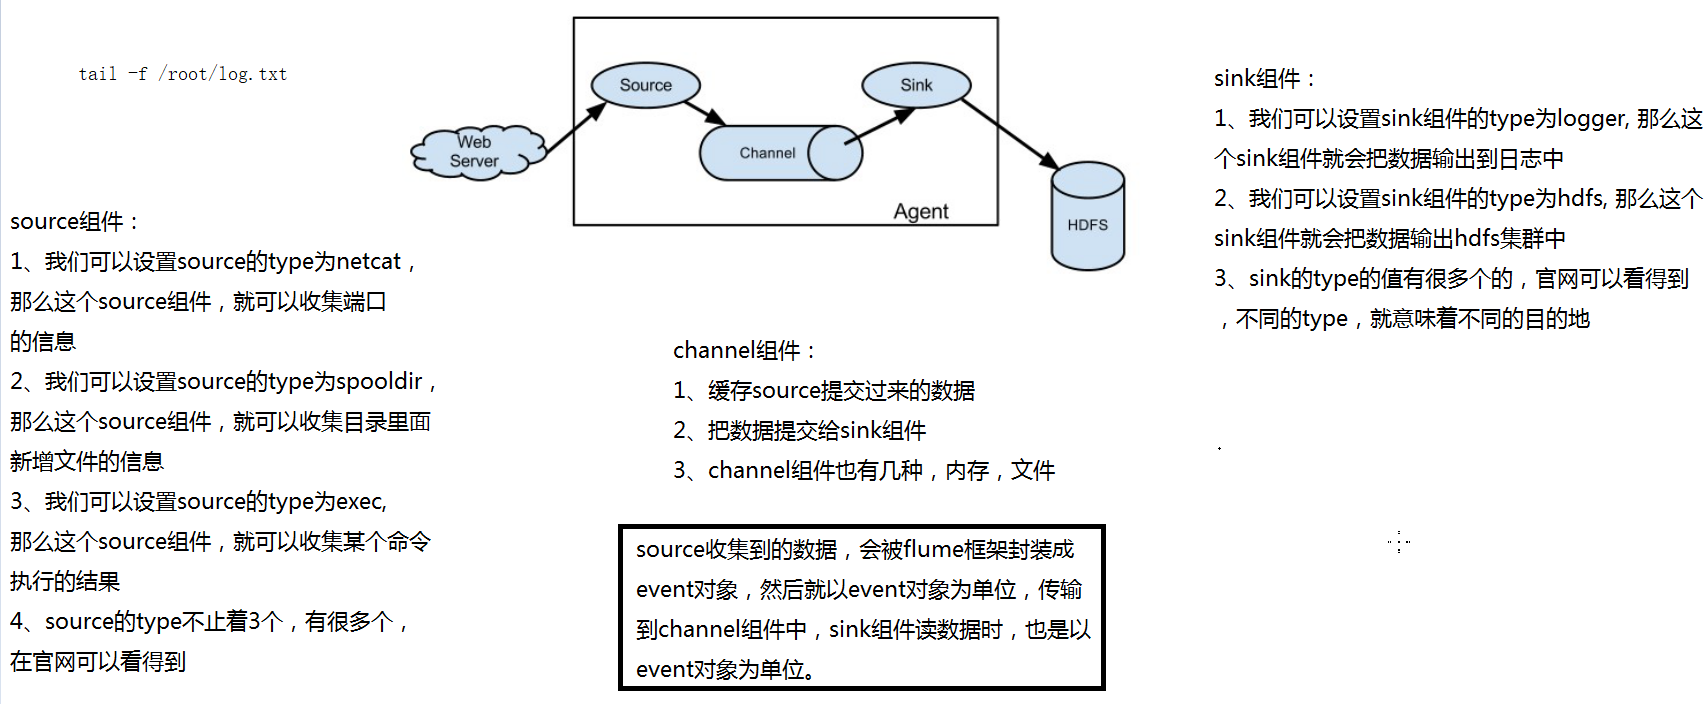 tail -f /root/log.txt
Source
Sink
Web
Server
Channel
Agent
HDFS
source组件：
1、我们可以设置source的type为netcat，
那么这个source组件，就可以收集端口
的信息
2、我们可以设置source的type为spooldir，
那么这个source组件，就可以收集目录里面
新增文件的信息
3、我们可以设置source的type为exec,
那么这个source组件，就可以收集某个命令
执行的结果
4、source的type不止着3个，有很多个，
在官网可以看得到
channel组件：
1、缓存source提交过来的数据
2、把数据提交给sink组件
3、channel组件也有几种，内存，文件
source收集到的数据，会被flume框架封装成
event对象，然后就以event对象为单位，传输
到channel组件中，sink组件读数据时，也是以
event对象为单位。
sink组件：
1、我们可以设置sink组件的type为logger, 那么这
个sink组件就会把数据输出到日志中
2、我们可以设置sink组件的type为hdfs, 那么这个
sink组件就会把数据输出hdfs集群中
3、sink的type的值有很多个的，官网可以看得到
，不同的type，就意味着不同的目的地